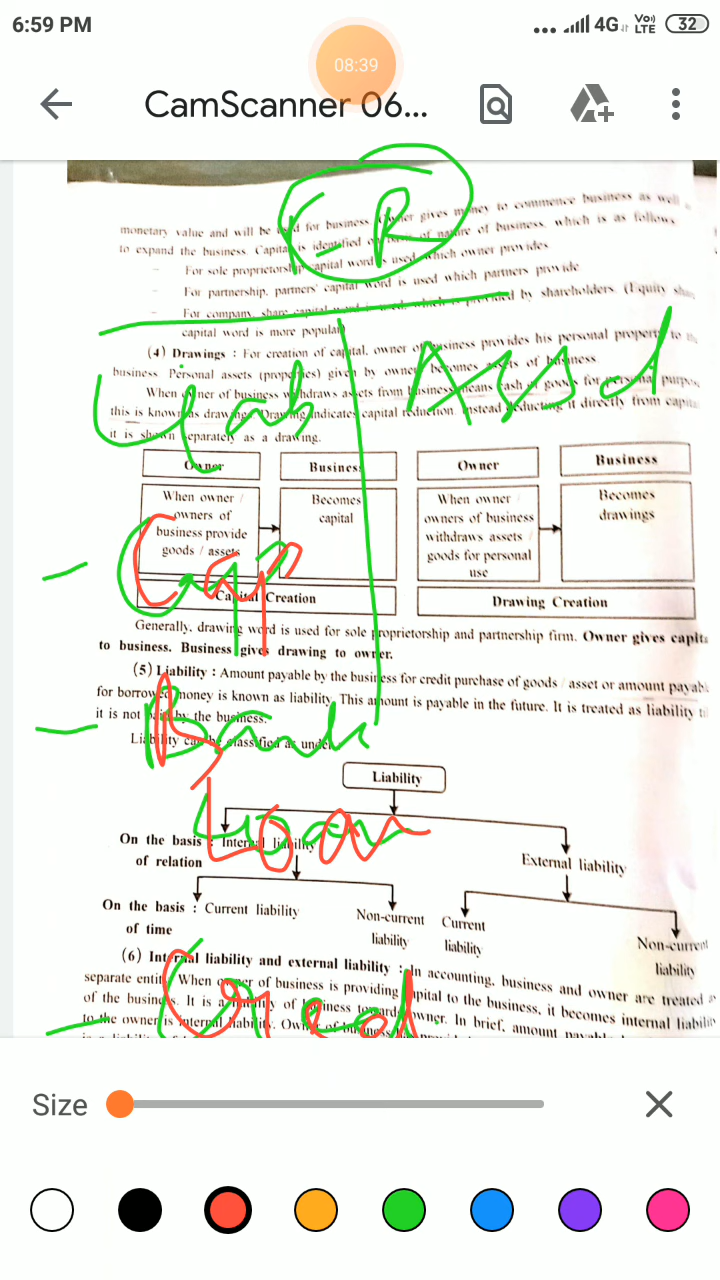 6:59 PM
4G Vo) LTE 32
08:39
CamScanner 06...
monetary value and will be for business Owner gives money to commence business as well
to expand the business. Capital is identified of nature of business, which is as follows
For sole proprietorship capital word is used which owner provides
For partnership, partners' capital word is used which partners provide
For company, share capital by shareholders. (Equity
capital word is more popular)
(4) Drawings : For creation of capital, owner of business provides his personal property to
business. Personal assets (properties) given by owner becomes assets of business
When owner of business withdraws assets from business means cash or goods for personal
this is known as drawing. Drawing indicates capital reduction. Instead deducting it directly from
it is shown separately as a drawing.
Owner Business Owner Business
When owner / owners of business provide goods / assets
Becomes capital
When owner owners of business withdraws assets / goods for personal use
Becomes drawings
Capital Creation Drawing Creation
Generally, drawing word is used for sole proprietorship and partnership firm. Owner gives
to business. Business gives drawing to owner.
(5) Liability : Amount payable by the business for credit purchase of goods / asset or amount
for borrowed money is known as liability. This amount is payable in the future. It is treated as liability
it is not paid by the business.
Liability can be classified as under
Liability
On the basis : Internal liability
of relation
External liability
On the basis : Current liability Non-current liability Current liability Non-current liability
of time
(6) Internal liability and external liability : In accounting, business and owner are treated
separate entity. When owner of business is providing capital to the business, it becomes internal
of the business. It is a of business towards owner. In brief, amount
to the owner is internal liability.
Liab Assd
- Cap
- Bank
Loan
- Cred
Size